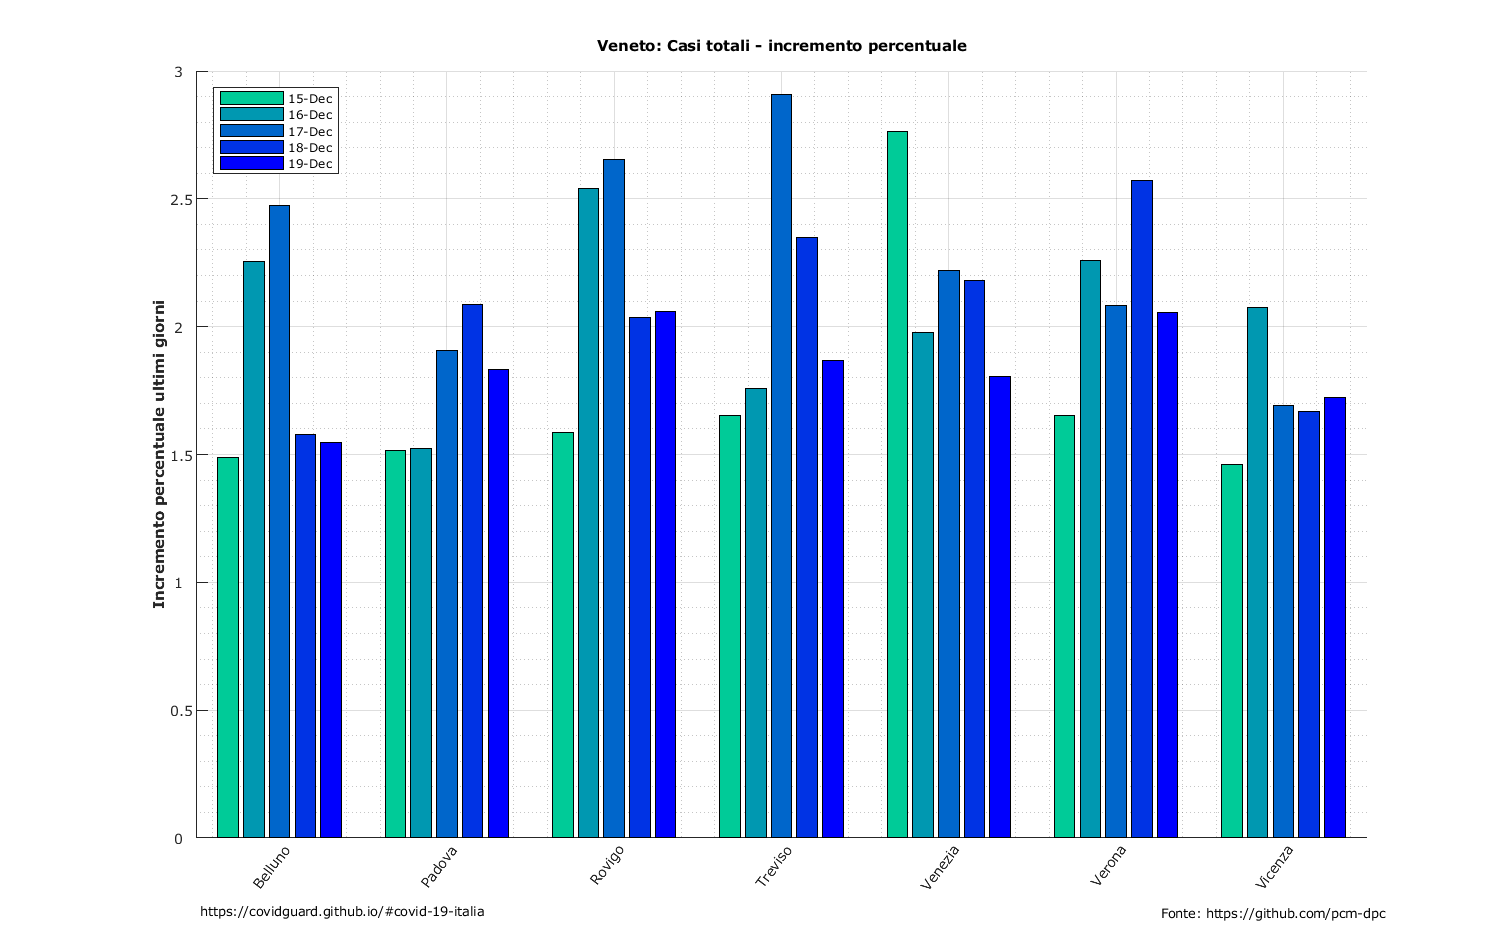 Veneto: Casi totali - incremento percentuale
Incremento percentuale ultimi giorni
3
2.5
2
1.5
1
0.5
0
15-Dec
16-Dec
17-Dec
18-Dec
19-Dec
Belluno
Padova
Rovigo
Treviso
Venezia
Verona
Vicenza
https://covidguard.github.io/#covid-19-italia
Fonte: https://github.com/pcm-dpc